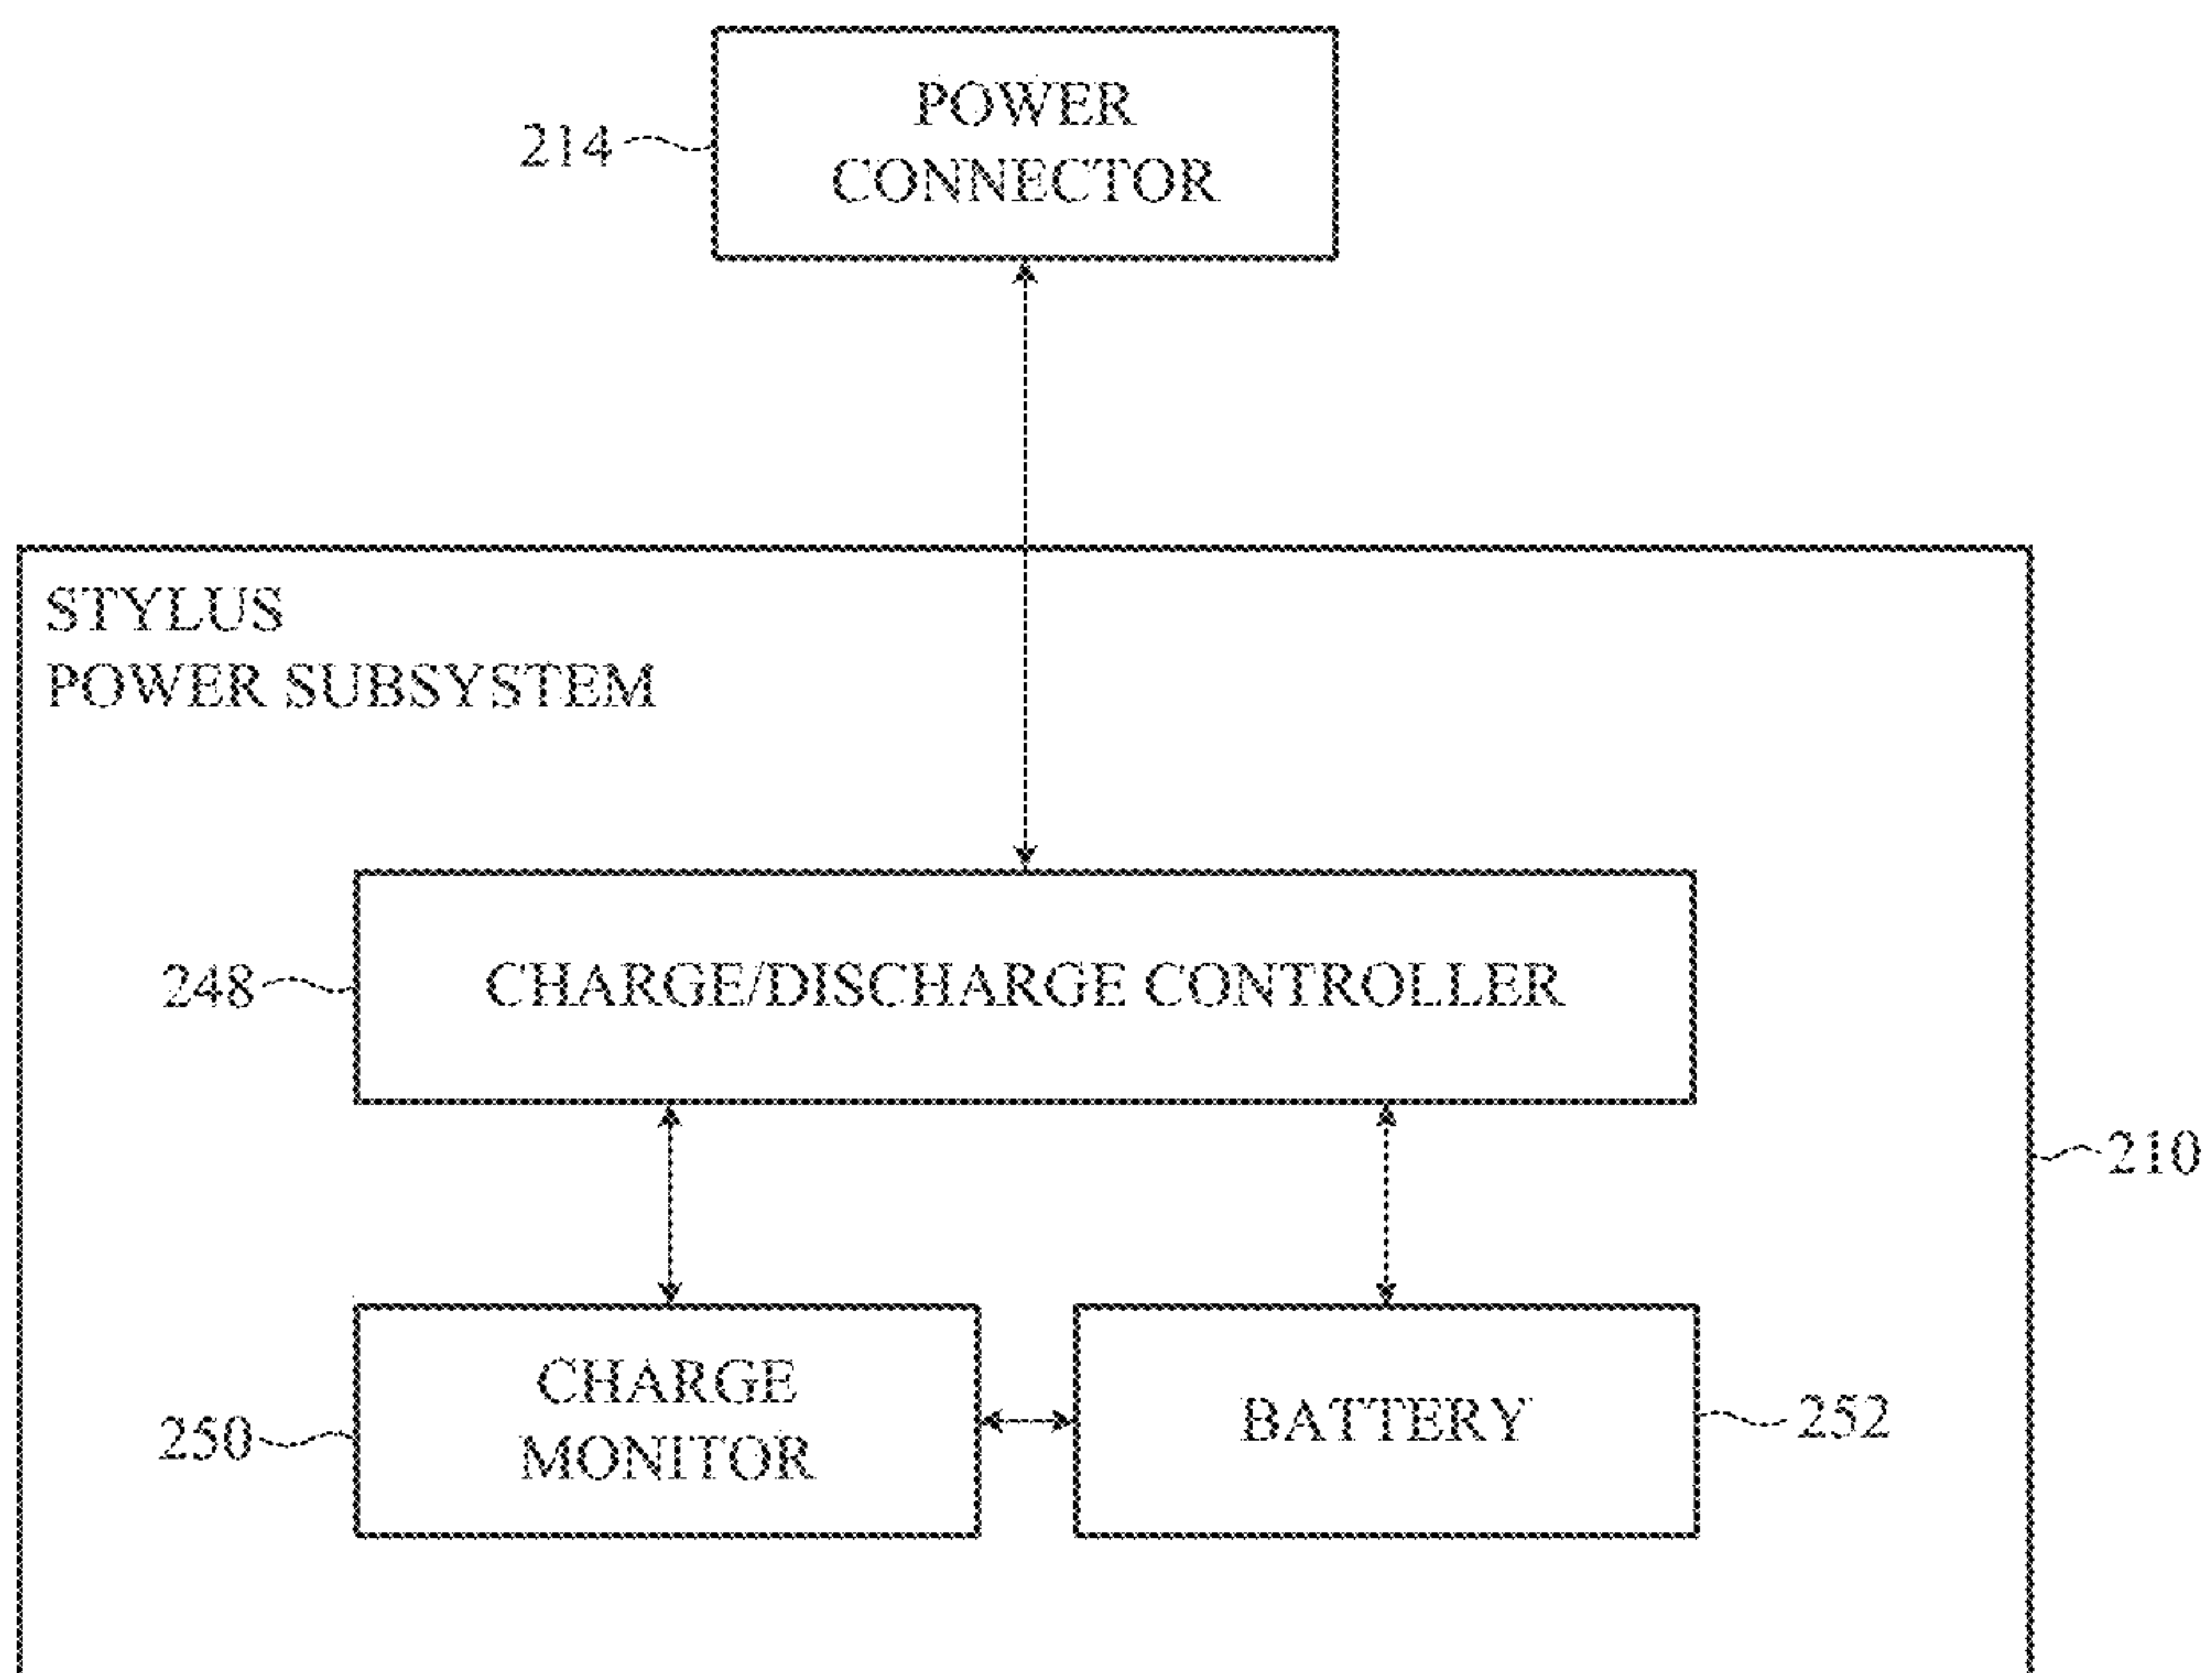 POWER
CONNECTOR
214
STYLUS
POWER SUBSYSTEM
248
CHARGE/DISCHARGE CONTROLLER
210
CHARGE
MONITOR
250
BATTERY
252